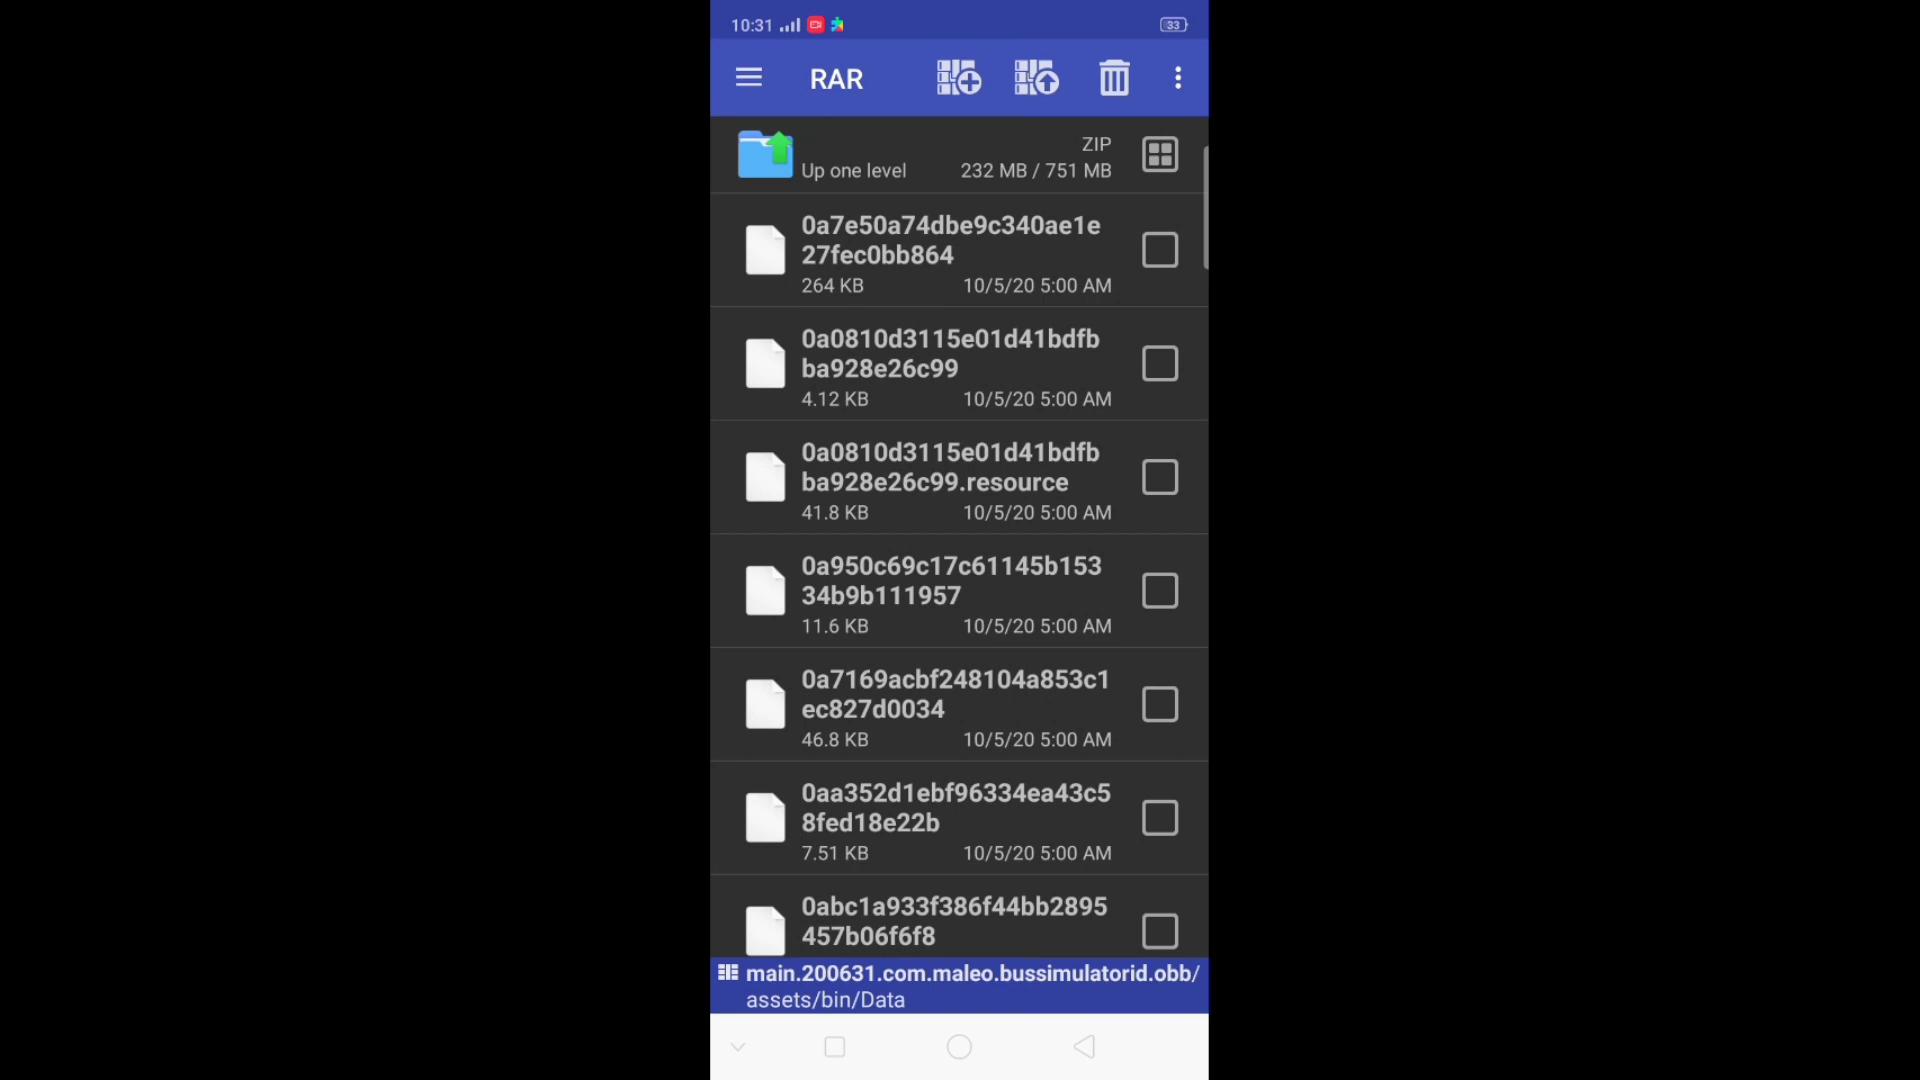 10:31
33
RAR
ZIP
Up one level 232 MB / 751 MB
0a7e50a74dbe9c340ae1e
27fec0bb864
264 KB 10/5/20 5:00 AM
0a0810d3115e01d41bdfb
ba928e26c99
4.12 KB 10/5/20 5:00 AM
0a0810d3115e01d41bdfb
ba928e26c99.resource
41.8 KB 10/5/20 5:00 AM
0a950c69c17c61145b153
34b9b111957
11.6 KB 10/5/20 5:00 AM
0a7169acbf248104a853c1
ec827d0034
46.8 KB 10/5/20 5:00 AM
0aa352d1ebf96334ea43c5
8fed18e22b
7.51 KB 10/5/20 5:00 AM
0abc1a933f386f44bb2895
457b06f6f8
main.200631.com.maleo.bussimulatorid.obb/
assets/bin/Data